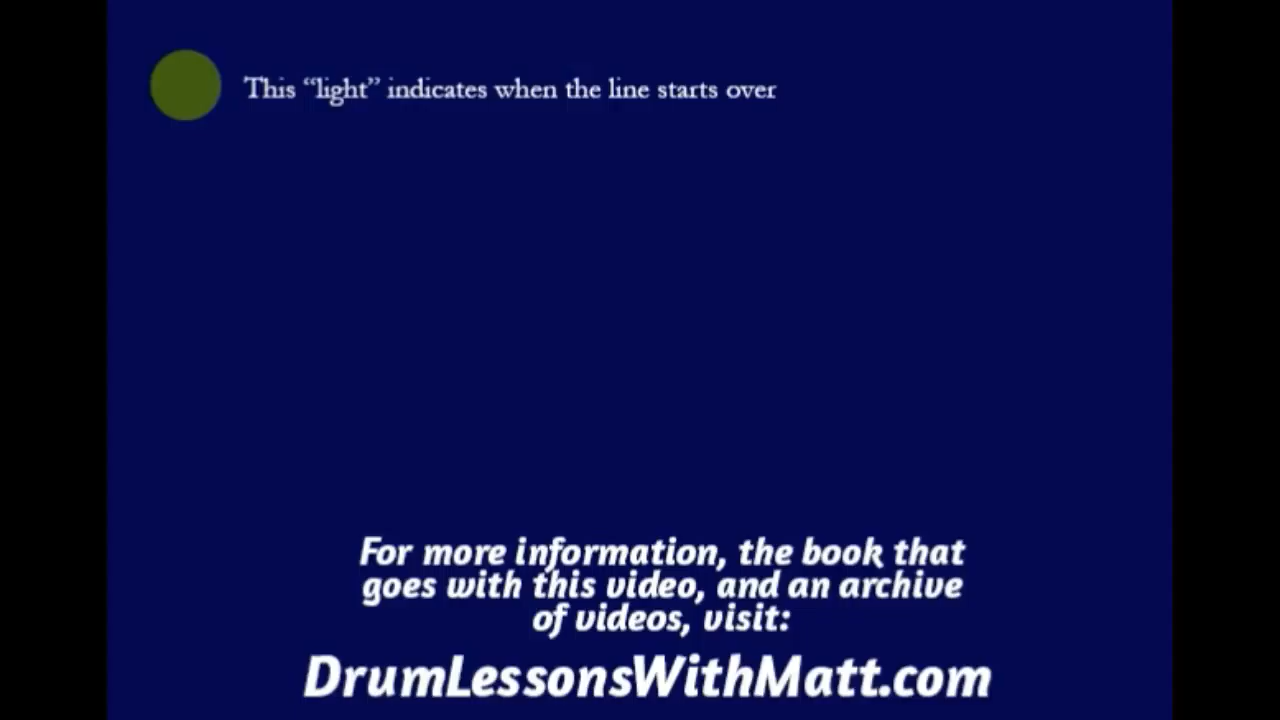 This “light” indicates when the line starts over
For more information, the book that
goes with this video, and an archive
of videos, visit:
DrumLessonsWithMatt.com